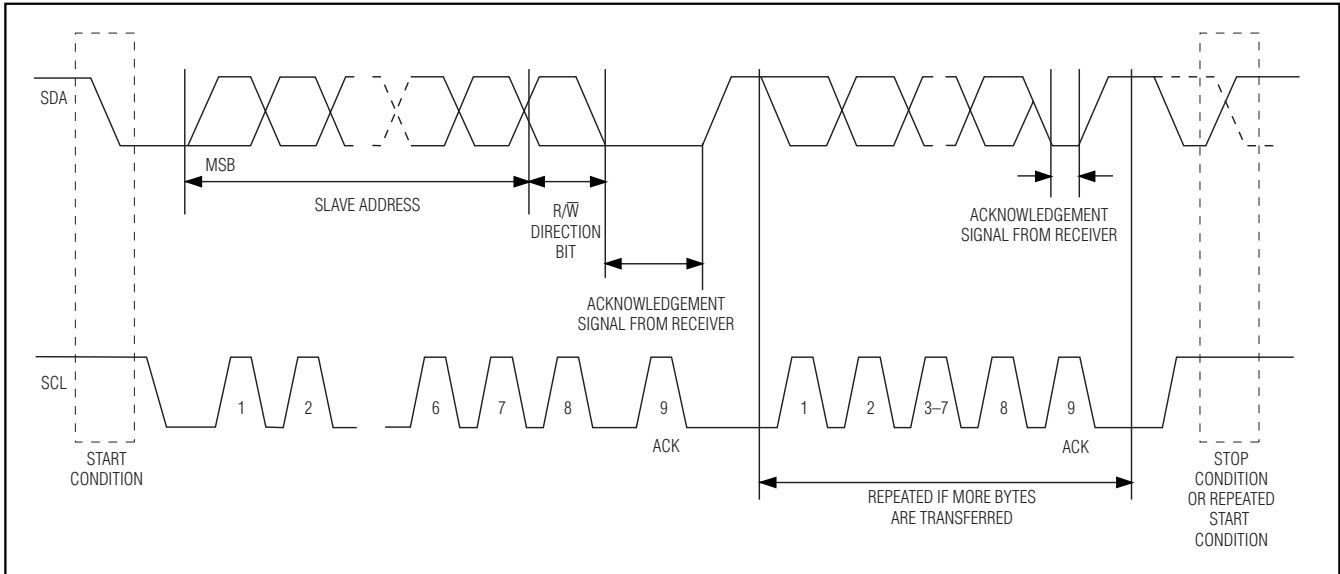 SDA
MSB
SLAVE ADDRESS
R/W̅
DIRECTION
BIT
ACKNOWLEDGEMENT
SIGNAL FROM RECEIVER
ACKNOWLEDGEMENT
SIGNAL FROM RECEIVER
SCL
1
2
6
7
8
9
1
2
3–7
8
9
ACK
ACK
START
CONDITION
REPEATED IF MORE BYTES
ARE TRANSFERRED
STOP
CONDITION
OR REPEATED
START
CONDITION